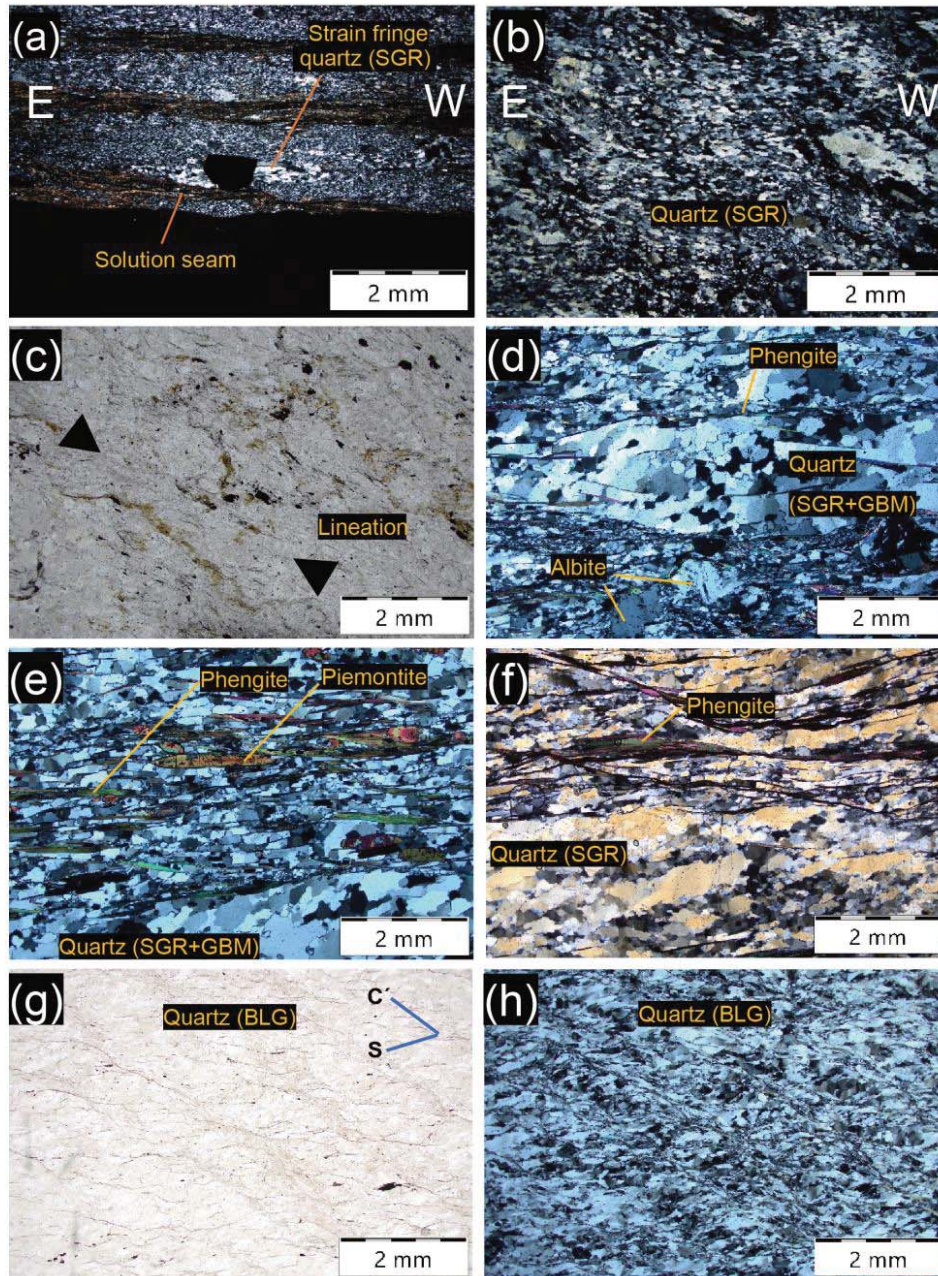 (a)
Strain fringe
quartz (SGR)
E
W
Solution seam
2 mm
(b)
E
W
Quartz (SGR)
2 mm
(c)
Lineation
2 mm
(d)
Phengite
Quartz
(SGR+GBM)
Albite
2 mm
(e)
Phengite
Piemontite
Quartz (SGR+GBM)
2 mm
(f)
Phengite
Quartz (SGR)
2 mm
(g)
Quartz (BLG)
C´
S
2 mm
(h)
Quartz (BLG)
2 mm